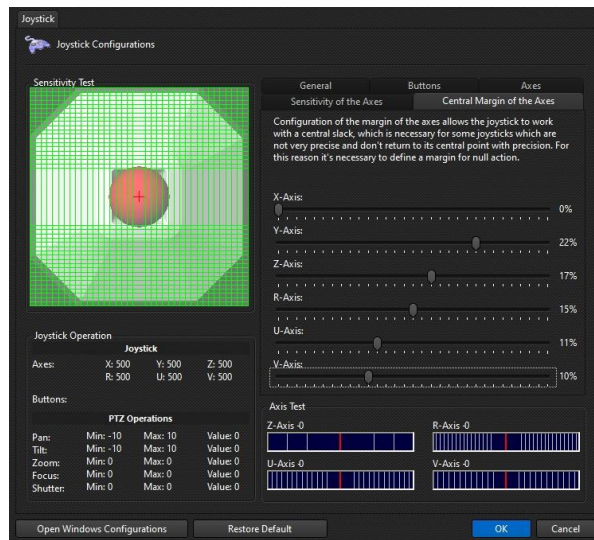 Joystick
Joystick Configurations
Sensitivity Test
General Buttons Axes
Sensitivity of the Axes Central Margin of the Axes
Configuration of the margin of the axes allows the joystick to work
with a central slack, which is necessary for some joysticks which are
not very precise and don't return to its central point with precision. For
this reason it's necessary to define a margin for null action.
X-Axis:
0%
Y-Axis:
22%
Z-Axis:
17%
R-Axis:
15%
U-Axis:
11%
V-Axis:
10%
Joystick Operation
Joystick
Axes: X: 500 Y: 500 Z: 500
R: 500 U: 500 V: 500
Buttons:
PTZ Operations
Pan: Min: -10 Max: 10 Value: 0
Tilt: Min: -10 Max: 10 Value: 0
Zoom: Min: 0 Max: 0 Value: 0
Focus: Min: 0 Max: 0 Value: 0
Shutter: Min: 0 Max: 0 Value: 0
Axis Test
Z-Axis -0 R-Axis -0
U-Axis -0 V-Axis -0
Open Windows Configurations Restore Default OK Cancel